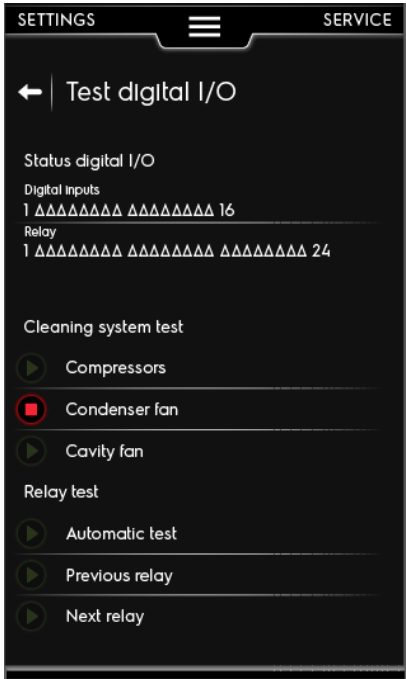 SETTINGS SERVICE
Test digital I/O
Status digital I/O
Digital inputs
1 ΔΔΔΔΔΔΔΔ ΔΔΔΔΔΔΔΔ 16
Relay
1 ΔΔΔΔΔΔΔΔ ΔΔΔΔΔΔΔΔ ΔΔΔΔΔΔΔΔ 24
Cleaning system test
Compressors
Condenser fan
Cavity fan
Relay test
Automatic test
Previous relay
Next relay